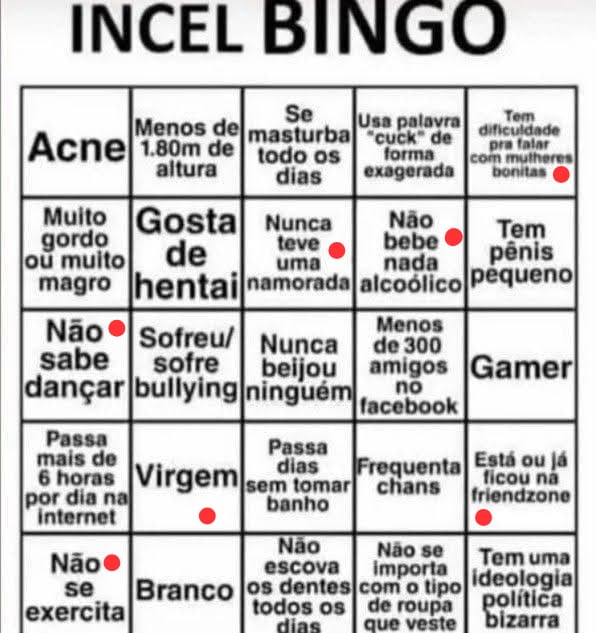 INCEL BINGO
Acne
Menos de
1.80m de
altura
Se
masturba
todo os
dias
Usa palavra
"cuck" de
forma
exagerada
Tem
dificuldade
pra falar
com mulheres
bonitas
Muito
gordo
ou muito
magro
Gosta
de
hentai
Nunca
teve
uma
namorada
Não
bebe
nada
alcoólico
Tem
pênis
pequeno
Não
sabe
dançar
Sofreu/
sofre
bullying
Nunca
beijou
ninguém
Menos
de 300
amigos
no
facebook
Gamer
Passa
mais de
6 horas
por dia na
internet
Virgem
Passa
dias
sem tomar
banho
Frequenta
chans
Está ou já
ficou na
friendzone
Não
se
exercita
Branco
Não
escova
os dentes
todos os
dias
Não se
importa
com o tipo
de roupa
que veste
Tem uma
ideologia
política
bizarra